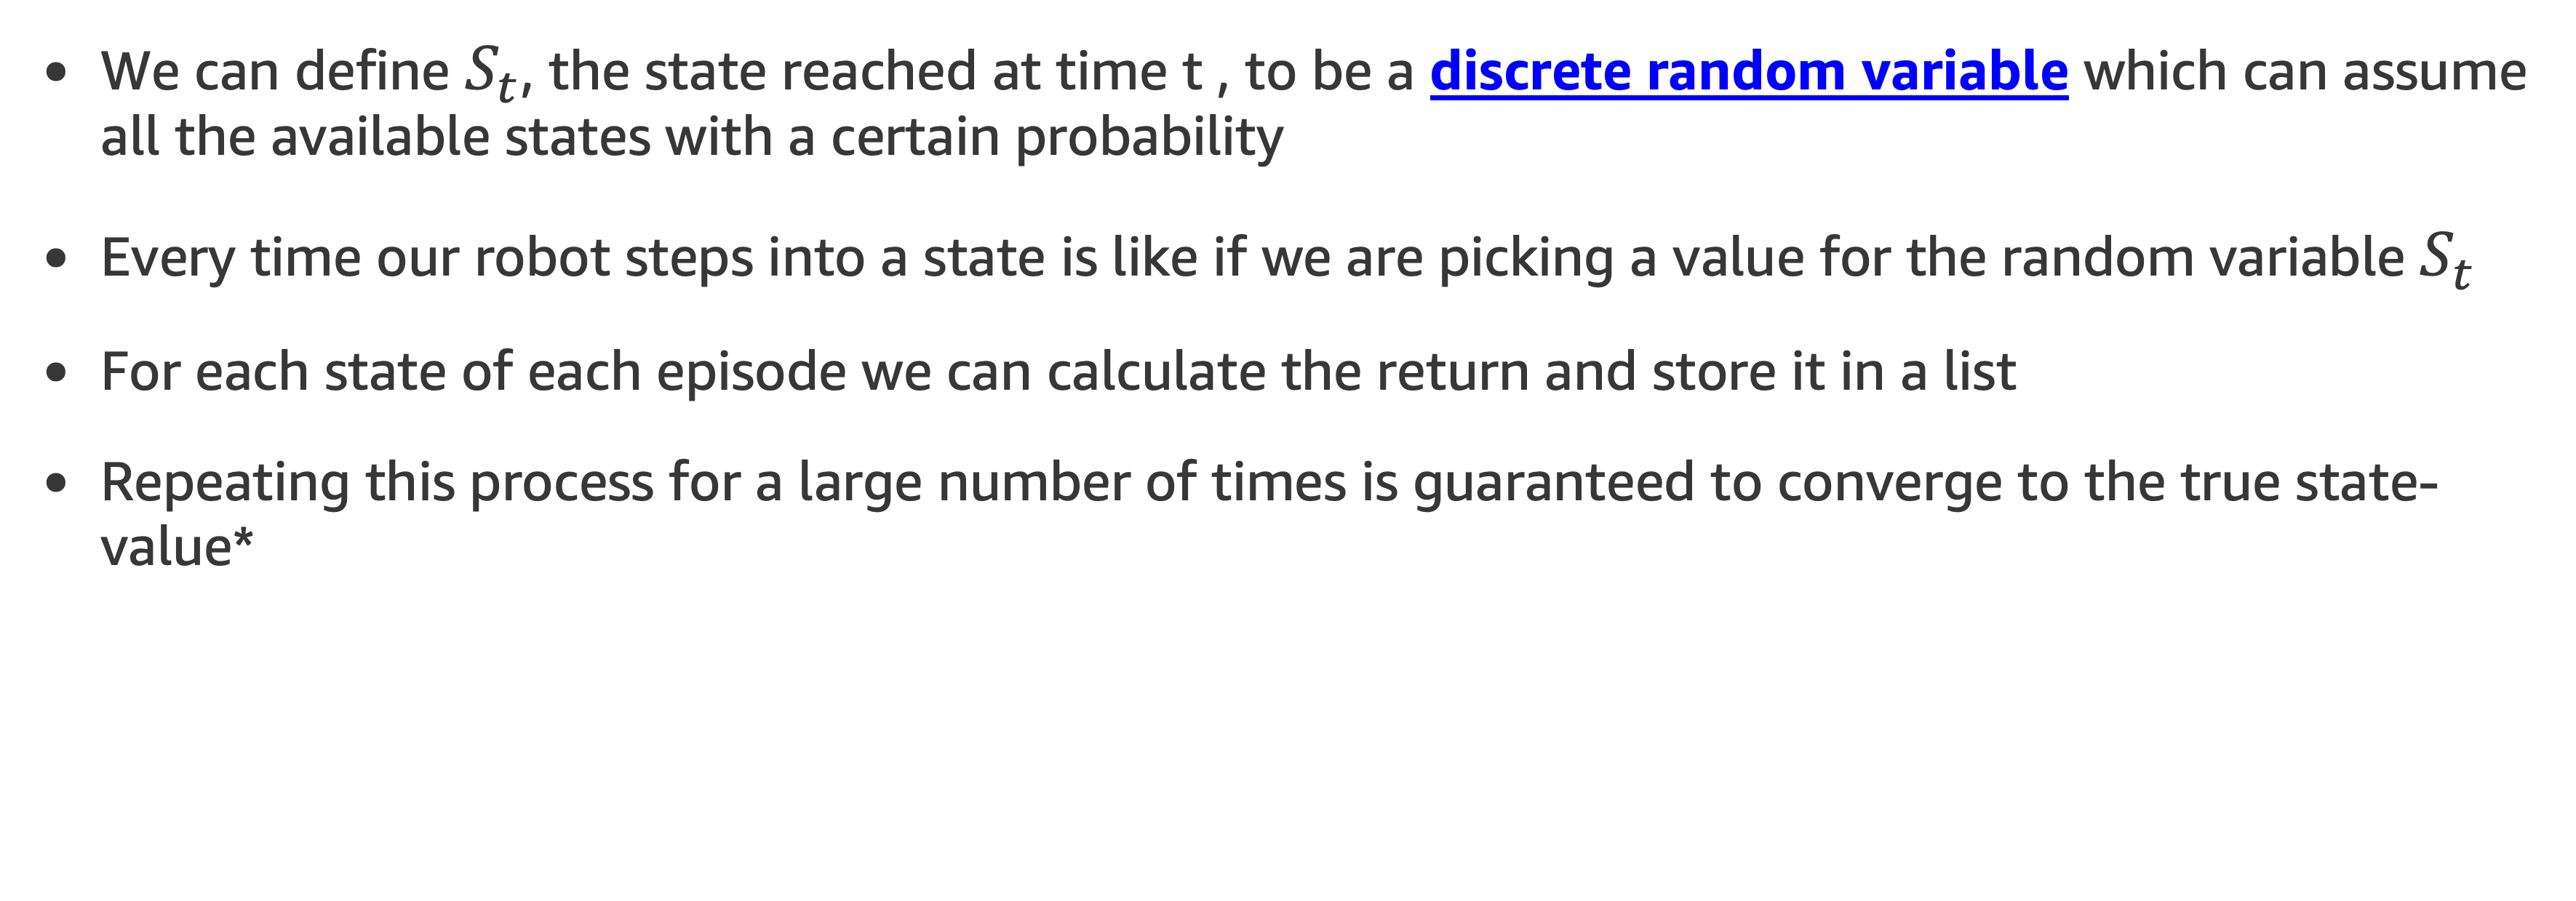 • We can define S_t, the state reached at time t , to be a discrete random variable which can assume
all the available states with a certain probability
• Every time our robot steps into a state is like if we are picking a value for the random variable S_t
• For each state of each episode we can calculate the return and store it in a list
• Repeating this process for a large number of times is guaranteed to converge to the true state-
value*